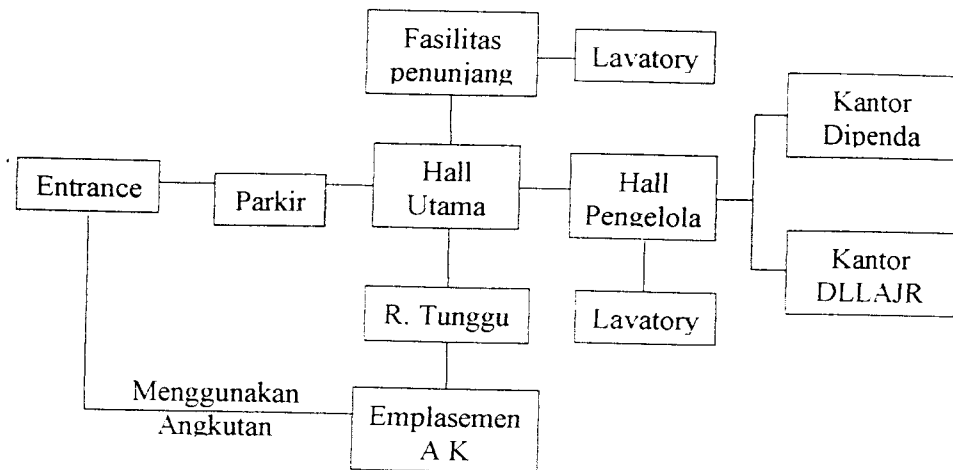 Fasilitas
penunjang
Lavatory
Kantor
Dipenda
Entrance
Parkir
Hall
Utama
Hall
Pengelola
Kantor
DLLAJR
R. Tunggu
Lavatory
Menggunakan
Angkutan
Emplasemen
A K